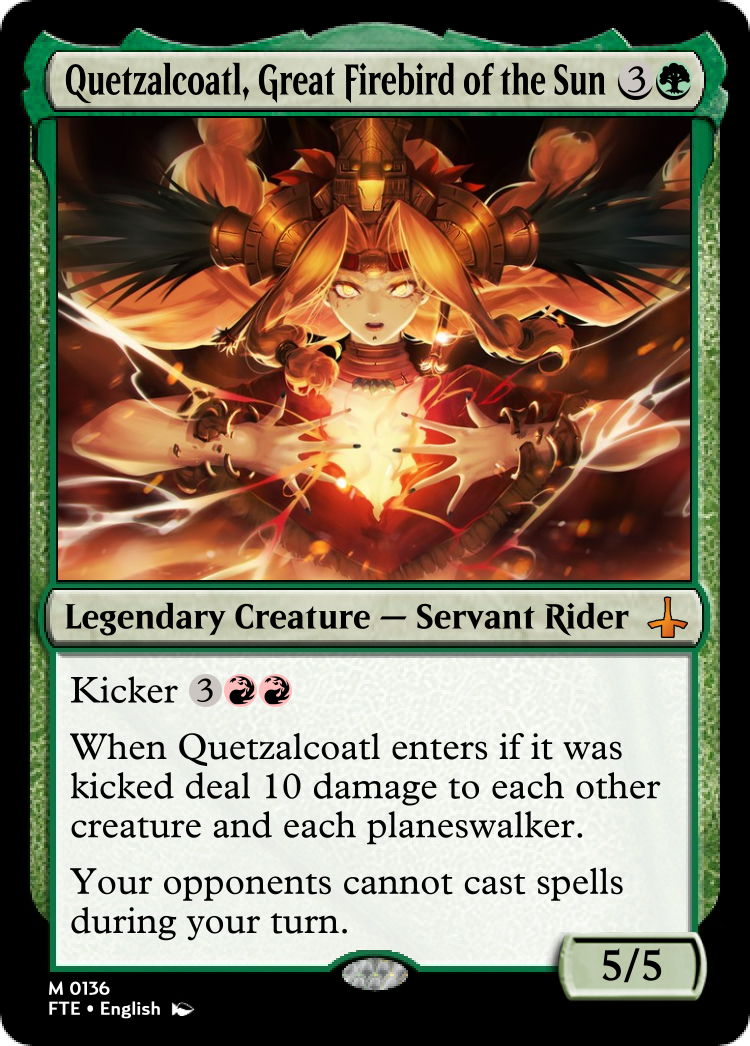 Quetzalcoatl, Great Firebird of the Sun 3
Legendary Creature — Servant Rider
Kicker 3
When Quetzalcoatl enters if it was
kicked deal 10 damage to each other
creature and each planeswalker.
Your opponents cannot cast spells
during your turn.
5/5
M 0136
FTE • English